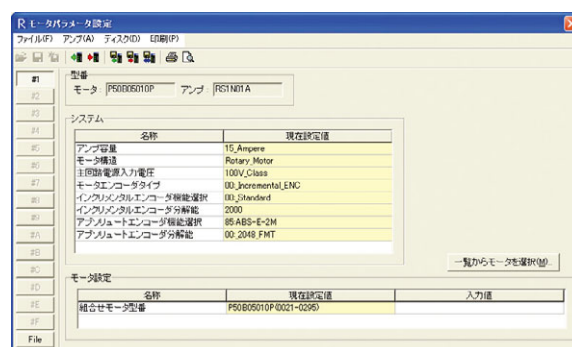 R モータパラメータ設定
ファイル(F) アンプ(A) ディスク(D) 印刷(P)
#1
#2
#3
#4
#5
#6
#7
#8
#9
#A
#B
#C
#D
#E
#F
File
型番
モータ: P50B05010P アンプ: RS1N01A
システム
名称 現在設定値
アンプ容量 15_Ampere
モータ構造 Rotary_Motor
主回路電源入力電圧 100V_Class
モータエンコーダタイプ 00:_Incremental_ENC
インクリメンタルエンコーダ機能選択 00:_Standard
インクリメンタルエンコーダ分解能 2000
アブソリュートエンコーダ機能選択 85:ABS-E-2M
アブソリュートエンコーダ分解能 00:_2048_FMT
一覧からモータを選択(M)...
モータ設定
名称 現在設定値 入力値
組合せモータ型番 P50B05010P(0021-0295)